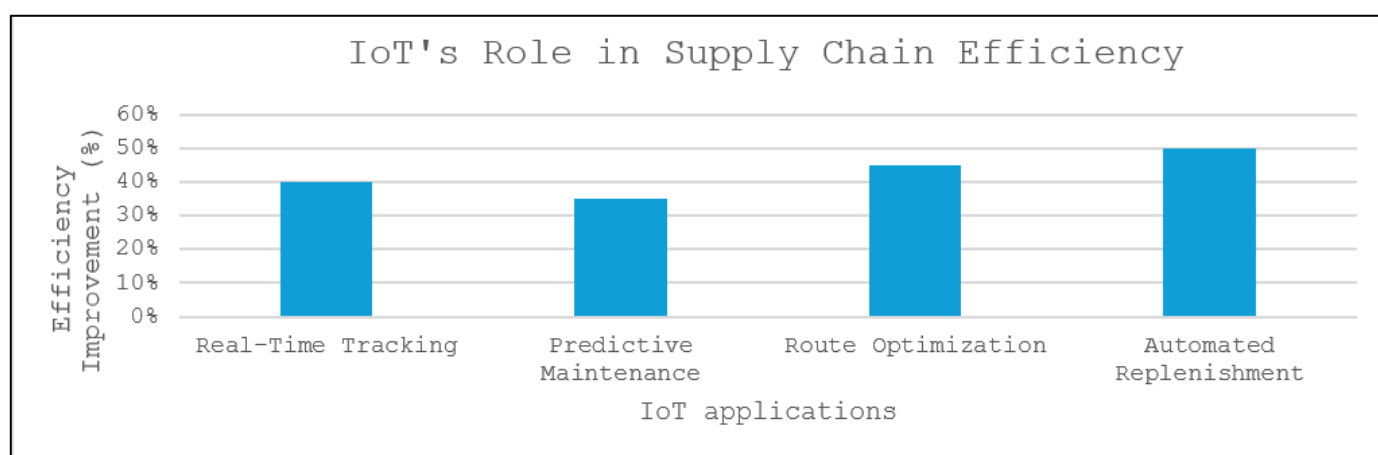 IoT's Role in Supply Chain Efficiency
Efficiency
Improvement (%)
60%
50%
40%
30%
20%
10%
0%
Real-Time Tracking
Predictive
Maintenance
Route Optimization
Automated
Replenishment
IoT applications